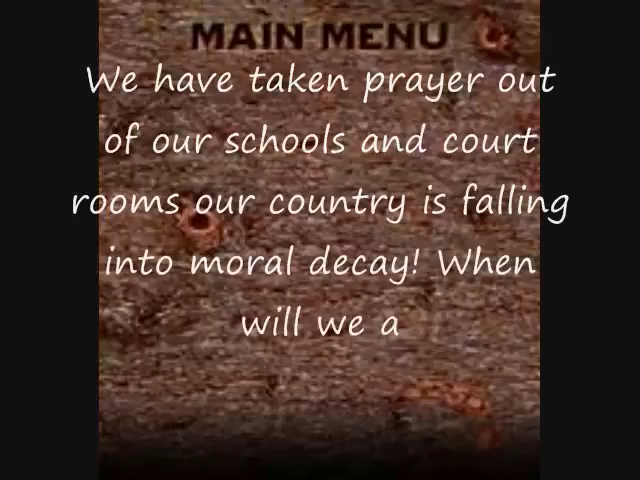 MAIN MENU
We have taken prayer out
of our schools and court
rooms our country is falling
into moral decay! When
will we a